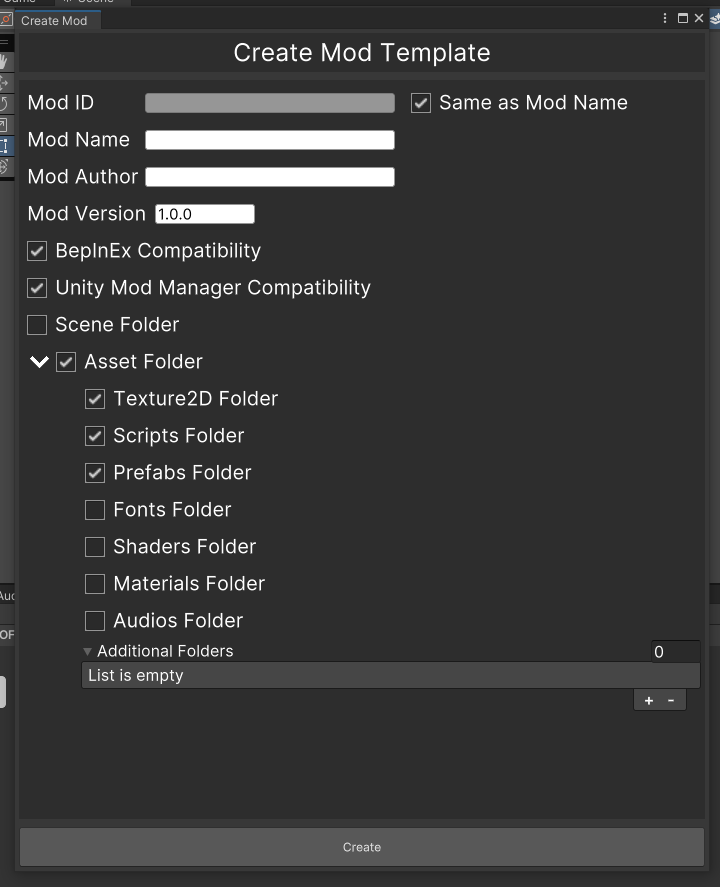 Create Mod
Create Mod Template
Mod ID
Same as Mod Name
Mod Name
Mod Author
Mod Version 1.0.0
BepInEx Compatibility
Unity Mod Manager Compatibility
Scene Folder
Asset Folder
Texture2D Folder
Scripts Folder
Prefabs Folder
Fonts Folder
Shaders Folder
Materials Folder
Audios Folder
Additional Folders 0
List is empty
+ -
Create